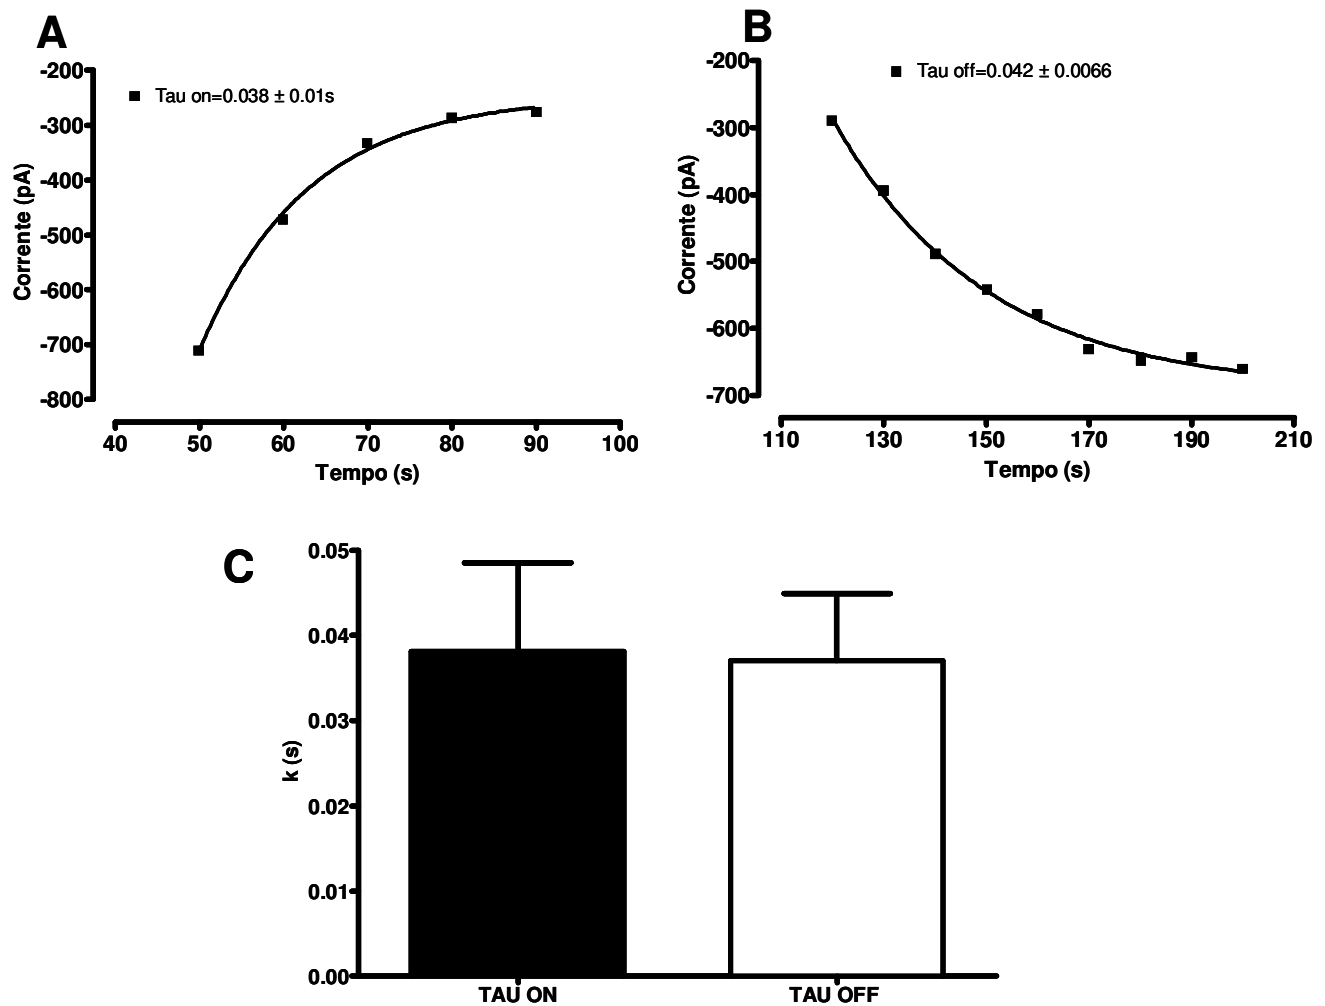 A
-200
-300
-400
-500
-600
-700
-800
Corrente (pA)
Tau on=0.038 ± 0.01s
40 50 60 70 80 90 100
Tempo (s)
B
-200
-300
-400
-500
-600
-700
Corrente (pA)
Tau off=0.042 ± 0.0066
110 130 150 170 190 210
Tempo (s)
C
0.05
0.04
0.03
0.02
0.01
0.00
k (s)
TAU ON TAU OFF